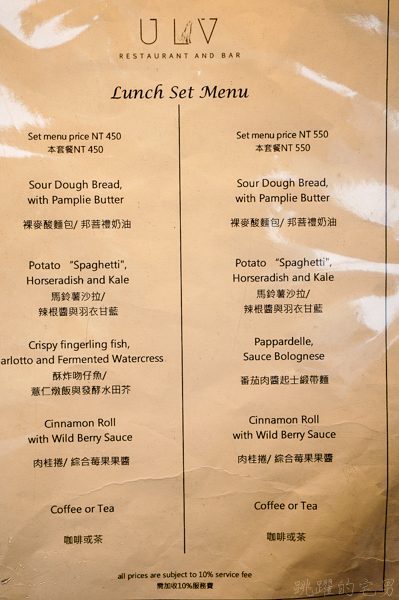 ULV
RESTAURANT AND BAR
Lunch Set Menu
Set menu price NT 450
本套餐NT 450
Sour Dough Bread,
with Pamplie Butter
裸麥酸麵包/ 邦菩禮奶油
Potato “Spaghetti",
Horseradish and Kale
馬鈴薯沙拉/
辣根醬與羽衣甘藍
Crispy fingerling fish,
arlotto and Fermented Watercress
酥炸吻仔魚/
薏仁燉飯與發酵水田芥
Cinnamon Roll
with Wild Berry Sauce
肉桂捲/ 綜合莓果果醬
Coffee or Tea
咖啡或茶
Set menu price NT 550
本套餐NT 550
Sour Dough Bread,
with Pamplie Butter
裸麥酸麵包/ 邦菩禮奶油
Potato “Spaghetti",
Horseradish and Kale
馬鈴薯沙拉/
辣根醬與羽衣甘藍
Pappardelle,
Sauce Bolognese
番茄肉醬起士緞帶麵
Cinnamon Roll
with Wild Berry Sauce
肉桂捲/ 綜合莓果果醬
Coffee or Tea
咖啡或茶
all prices are subject to 10% service fee
需加收10%服務費
跳躍的宅男